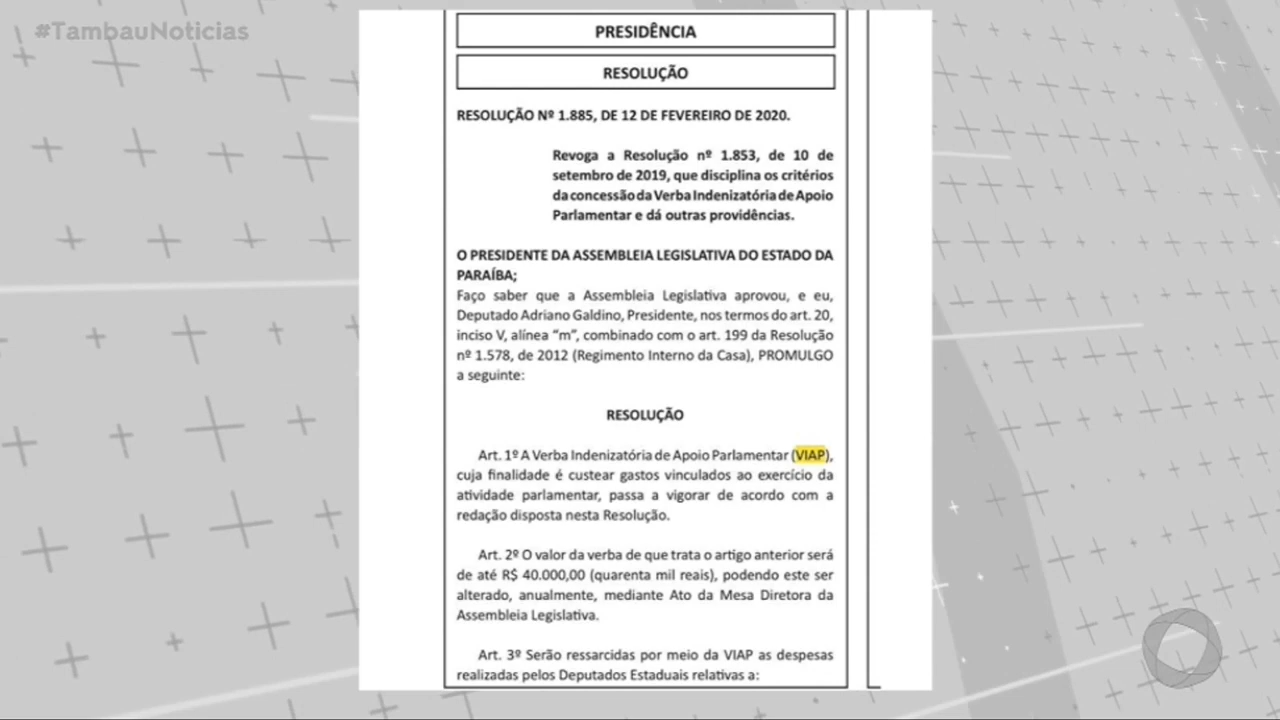 #TambauNoticias
PRESIDÊNCIA
RESOLUÇÃO
RESOLUÇÃO Nº 1.885, DE 12 DE FEVEREIRO DE 2020.
Revoga a Resolução nº 1.853, de 10 de
setembro de 2019, que disciplina os critérios
da concessão da Verba Indenizatória de Apoio
Parlamentar e dá outras providências.
O PRESIDENTE DA ASSEMBLEIA LEGISLATIVA DO ESTADO DA
PARAÍBA;
Faço saber que a Assembleia Legislativa aprovou, e eu,
Deputado Adriano Galdino, Presidente, nos termos do art. 20,
inciso V, alínea “m”, combinado com o art. 199 da Resolução
nº 1.578, de 2012 (Regimento Interno da Casa), PROMULGO
a seguinte:
RESOLUÇÃO
Art. 1º A Verba Indenizatória de Apoio Parlamentar (VIAP),
cuja finalidade é custear gastos vinculados ao exercício da
atividade parlamentar, passa a vigorar de acordo com a
redação disposta nesta Resolução.
Art. 2º O valor da verba de que trata o artigo anterior será
de até R$ 40.000,00 (quarenta mil reais), podendo este ser
alterado, anualmente, mediante Ato da Mesa Diretora da
Assembleia Legislativa.
Art. 3º Serão ressarcidas por meio da VIAP as despesas
realizadas pelos Deputados Estaduais relativas a: